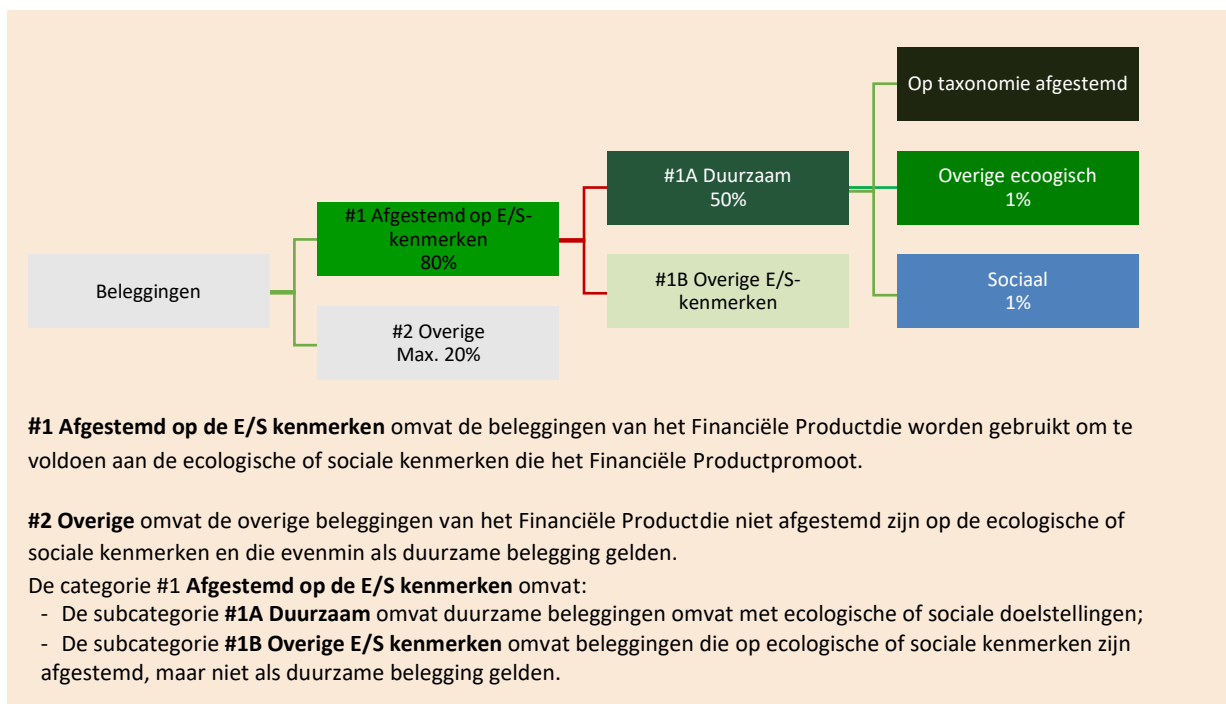 Beleggingen
#1 Afgestemd op E/S-
kenmerken
80%
#2 Overige
Max. 20%
#1A Duurzaam
50%
#1B Overige E/S-
kenmerken
Op taxonomie afgestemd
Overige ecoogisch
1%
Sociaal
1%
#1 Afgestemd op de E/S kenmerken omvat de beleggingen van het Financiële Productdie worden gebruikt om te
voldoen aan de ecologische of sociale kenmerken die het Financiële Productpromoot.
#2 Overige omvat de overige beleggingen van het Financiële Productdie niet afgestemd zijn op de ecologische of
sociale kenmerken en die evenmin als duurzame belegging gelden.
De categorie #1 Afgestemd op de E/S kenmerken omvat:
- De subcategorie #1A Duurzaam omvat duurzame beleggingen omvat met ecologische of sociale doelstellingen;
- De subcategorie #1B Overige E/S kenmerken omvat beleggingen die op ecologische of sociale kenmerken zijn
afgestemd, maar niet als duurzame belegging gelden.